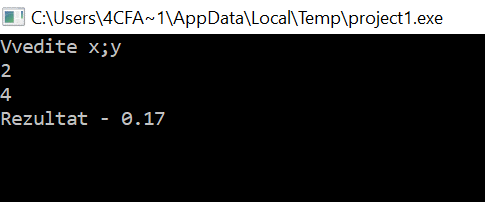 C:\Users\4CFA~1\AppData\Local\Temp\project1.exe
Vvedite x;y
2
4
Rezultat - 0.17